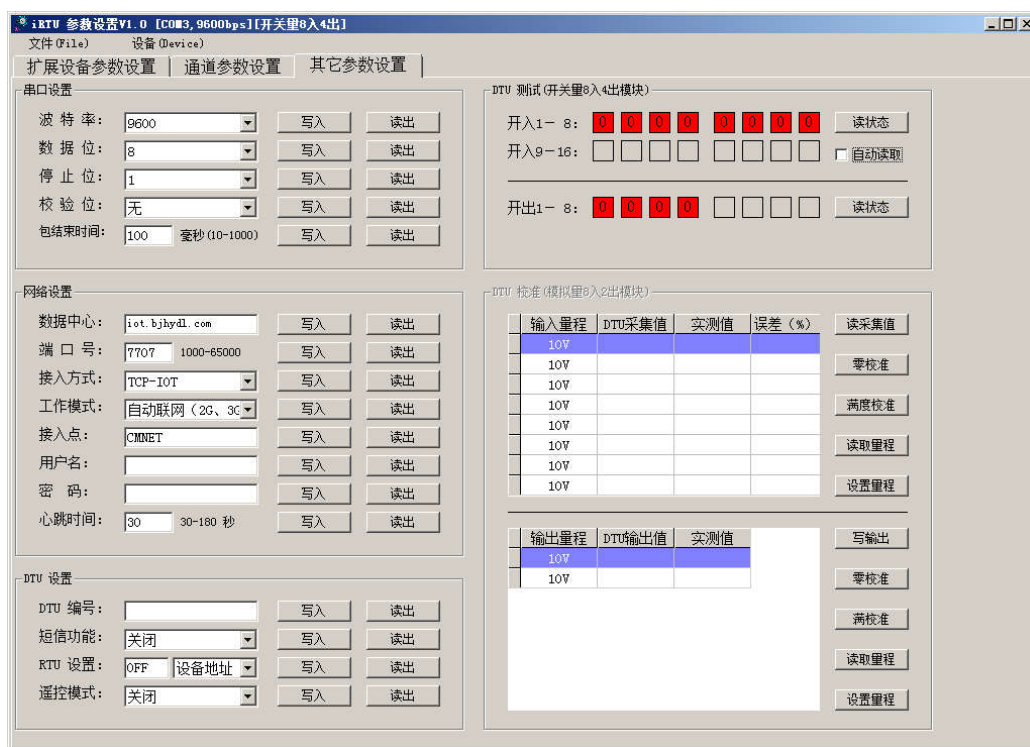 iRTU 参数设置V1.0 [COM3,9600bps][开关量8入4出]
文件(File) 设备(Device)
扩展设备参数设置 通道参数设置 其它参数设置
串口设置
波 特 率: 9600 写入 读出
数 据 位: 8 写入 读出
停 止 位: 1 写入 读出
校 验 位: 无 写入 读出
包结束时间: 100 毫秒(10-1000) 写入 读出
网络设置
数据中心: iot.bjhydl.com 写入 读出
端 口 号: 7707 1000-65000 写入 读出
接入方式: TCP-IOT 写入 读出
工作模式: 自动联网（2G、3G 写入 读出
接入点: CMNET 写入 读出
用户名: 写入 读出
密 码: 写入 读出
心跳时间: 30 30-180 秒 写入 读出
DTU 设置
DTU 编号: 写入 读出
短信功能: 关闭 写入 读出
RTU 设置: OFF 设备地址 写入 读出
遥控模式: 关闭 写入 读出
DTU 测试(开关量8入4出模块)
开入1- 8: 0 0 0 0 0 0 0 0 读状态
开入9-16: 自动读取
开出1- 8: 0 0 0 0 读状态
DTU 校准(模拟量8入2出模块)
输入量程 DTU采集值 实测值 误差（%） 读采集值
10V
10V 零校准
10V
10V 满度校准
10V
10V 读取量程
10V
10V 设置量程
输出量程 DTU输出值 实测值 写输出
10V
10V 零校准
满校准
读取量程
设置量程